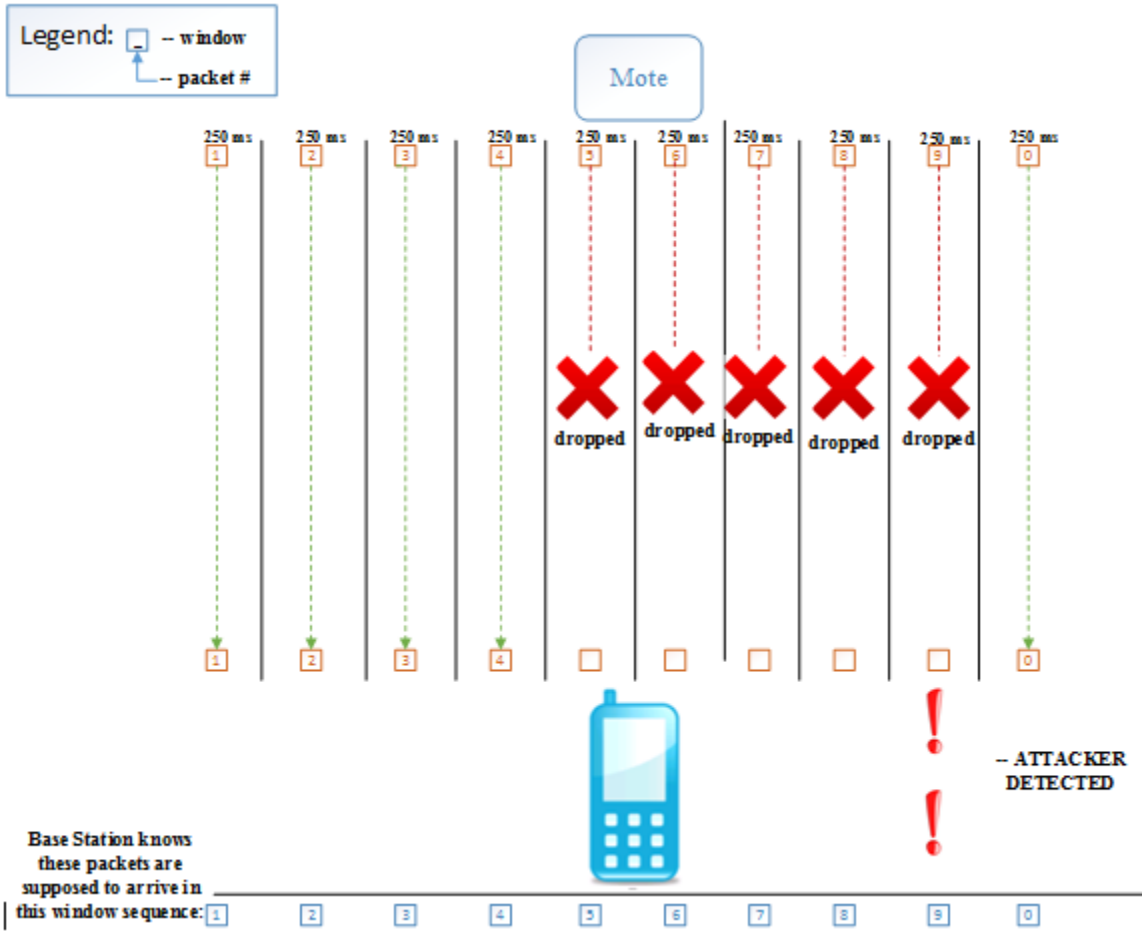 Legend: _ -- window
-- packet #
Mote
250 ms 250 ms 250 ms 250 ms 250 ms 250 ms 250 ms 250 ms 250 ms 250 ms
1 2 3 4 5 6 7 8 9 0
dropped dropped dropped dropped dropped
1 2 3 4 0
-- ATTACKER
DETECTED
Base Station knows
these packets are
supposed to arrive in
this window sequence: 1 2 3 4 5 6 7 8 9 0